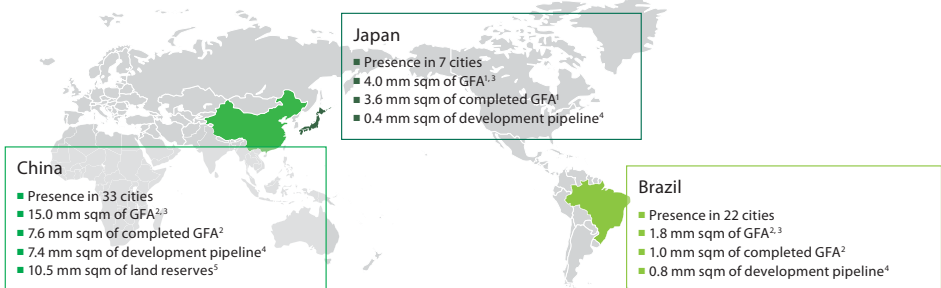 Japan
■ Presence in 7 cities
■ 4.0 mm sqm of GFA¹,³
■ 3.6 mm sqm of completed GFA¹
■ 0.4 mm sqm of development pipeline⁴
China
■ Presence in 33 cities
■ 15.0 mm sqm of GFA²,³
■ 7.6 mm sqm of completed GFA²
■ 7.4 mm sqm of development pipeline⁴
■ 10.5 mm sqm of land reserves⁵
Brazil
■ Presence in 22 cities
■ 1.8 mm sqm of GFA²,³
■ 1.0 mm sqm of completed GFA²
■ 0.8 mm sqm of development pipeline⁴